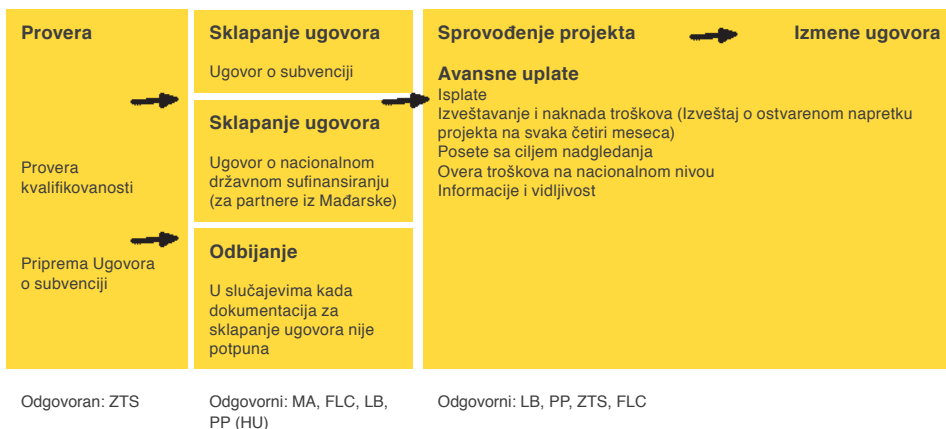 Provera
Provera
kvalifikovanosti
Priprema Ugovora
o subvenciji
Odgovoran: ZTS
Sklapanje ugovora
Ugovor o subvenciji
Sklapanje ugovora
Ugovor o nacionalnom
državnom sufinansiranju
(za partnere iz Mađarske)
Odbijanje
U slučajevima kada
dokumentacija za
sklapanje ugovora nije
potpuna
Odgovorni: MA, FLC, LB,
PP (HU)
Sprovođenje projekta Izmene ugovora
Avansne uplate
Isplate
Izveštavanje i naknada troškova (Izveštaj o ostvarenom napretku
projekta na svaka četiri meseca)
Posete sa ciljem nadgledanja
Overa troškova na nacionalnom nivou
Informacije i vidljivost
Odgovorni: LB, PP, ZTS, FLC